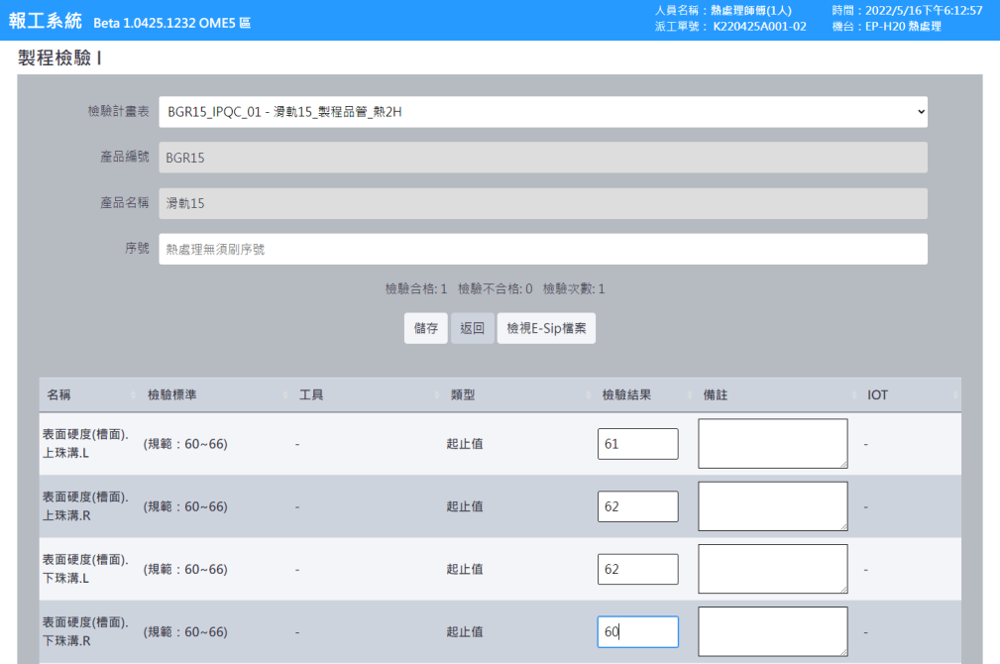 報工系統 Beta 1.0425.1232 OME5 區
人員名稱：熱處理師傅(1人) 時間：2022/5/16下午6:12:57
派工單號： K220425A001-02 機台：EP-H20 熱處理
製程檢驗 I
檢驗計畫表 BGR15_IPQC_01 - 滑軌15_製程品管_熱2H
產品編號 BGR15
產品名稱 滑軌15
序號 熱處理無須刷序號
檢驗合格: 1 檢驗不合格: 0 檢驗次數: 1
儲存 返回 檢視E-Sip檔案
名稱 檢驗標準 工具 類型 檢驗結果 備註 IOT
表面硬度(槽面).
上珠溝.L (規範：60~66) - 起止值 61 -
表面硬度(槽面).
上珠溝.R (規範：60~66) - 起止值 62 -
表面硬度(槽面).
下珠溝.L (規範：60~66) - 起止值 62 -
表面硬度(槽面).
下珠溝.R (規範：60~66) - 起止值 60 -